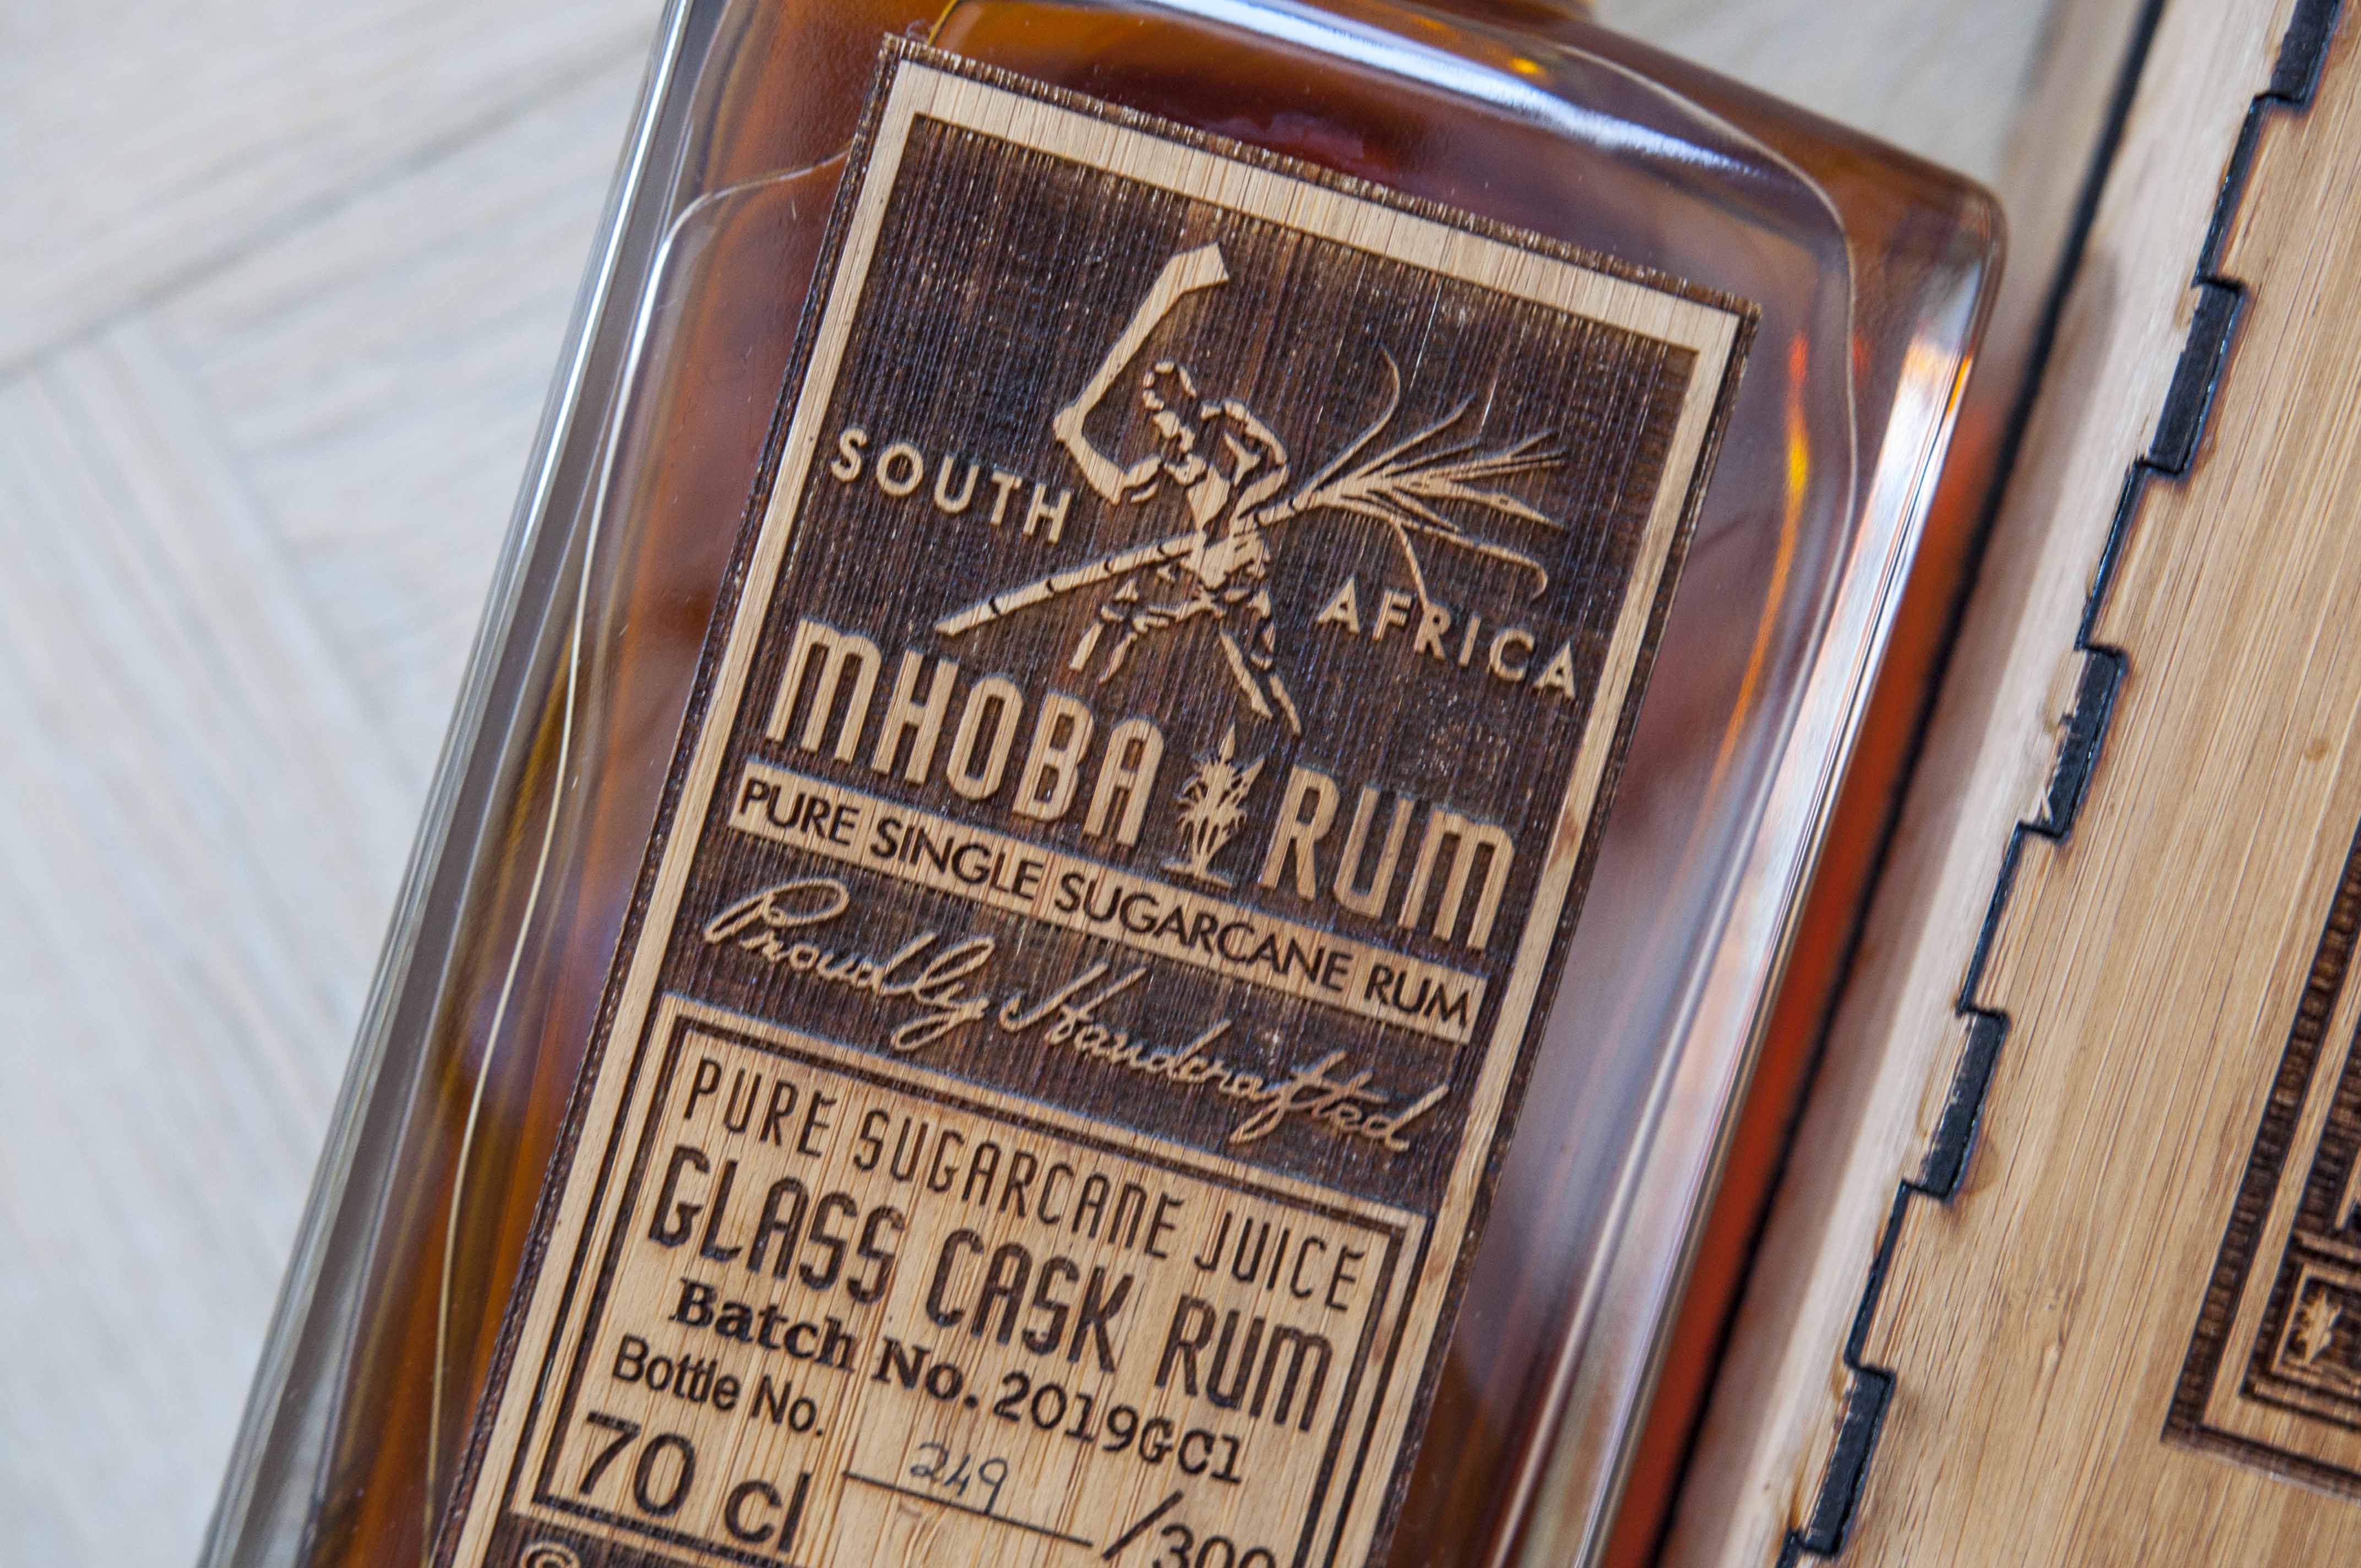 SOUTH AFRICA
MHOBA RUM
PURE SINGLE SUGARCANE RUM
Proudly Handcrafted
PURE SUGARCANE JUICE
GLASS CASK RUM
Batch No. 2019GC1
Bottle No. 249/300
70 cl